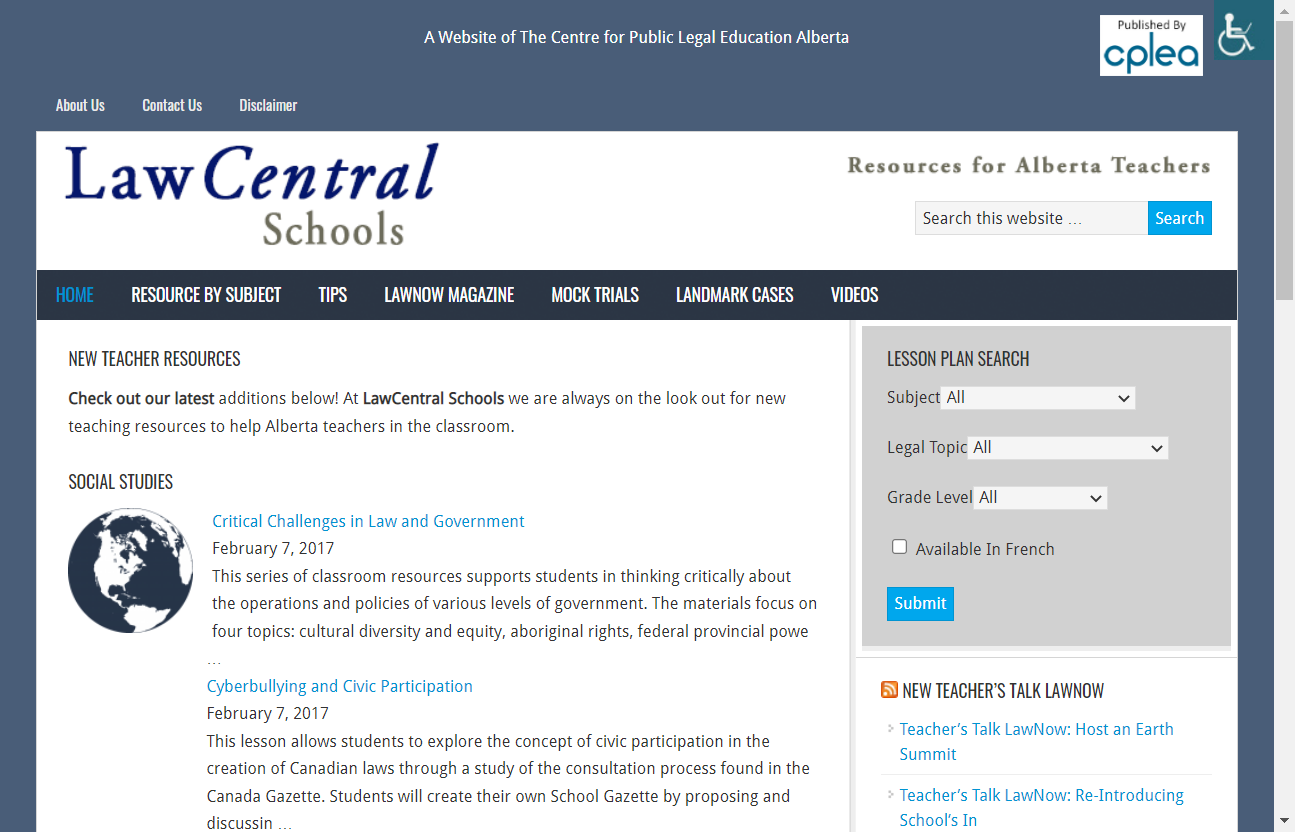 A Website of The Centre for Public Legal Education Alberta
Published By
cplea
About Us
Contact Us
Disclaimer
LawCentral
Schools
Resources for Alberta Teachers
Search this website …
Search
HOME
RESOURCE BY SUBJECT
TIPS
LAWNOW MAGAZINE
MOCK TRIALS
LANDMARK CASES
VIDEOS
NEW TEACHER RESOURCES
Check out our latest additions below! At LawCentral Schools we are always on the look out for new
teaching resources to help Alberta teachers in the classroom.
SOCIAL STUDIES
Critical Challenges in Law and Government
February 7, 2017
This series of classroom resources supports students in thinking critically about
the operations and policies of various levels of government. The materials focus on
four topics: cultural diversity and equity, aboriginal rights, federal provincial powe
…
Cyberbullying and Civic Participation
February 7, 2017
This lesson allows students to explore the concept of civic participation in the
creation of Canadian laws through a study of the consultation process found in the
Canada Gazette. Students will create their own School Gazette by proposing and
discussin …
LESSON PLAN SEARCH
Subject All
Legal Topic All
Grade Level All
Available In French
Submit
NEW TEACHER’S TALK LAWNOW
Teacher’s Talk LawNow: Host an Earth
Summit
Teacher’s Talk LawNow: Re-Introducing
School’s In